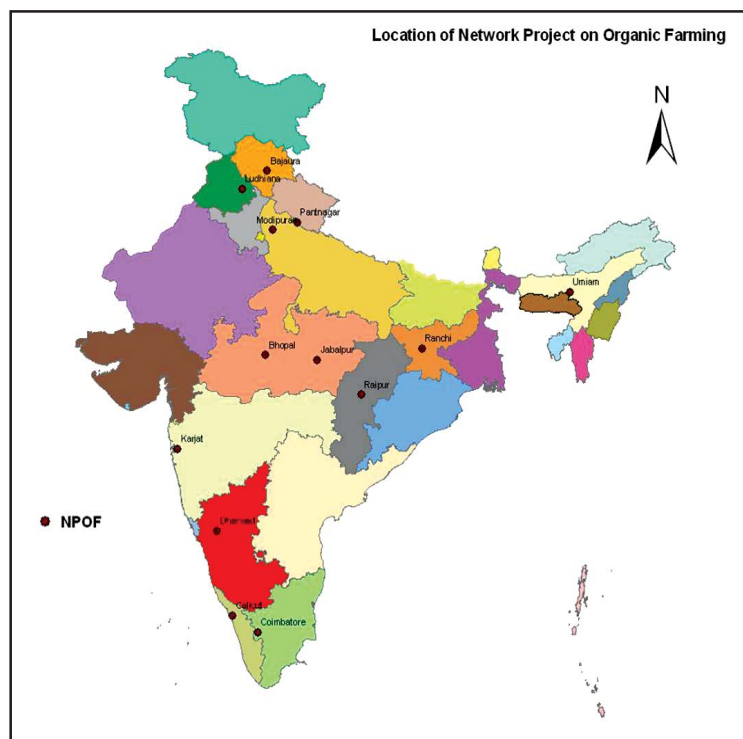 Location of Network Project on Organic Farming
N
Bajaura
Ludhiana
Pantnagar
Modipuram
Umiam
Ranchi
Bhopal
Jabalpur
Raipur
Karjat
NPOF
Dharwad
Calicut
Coimbatore